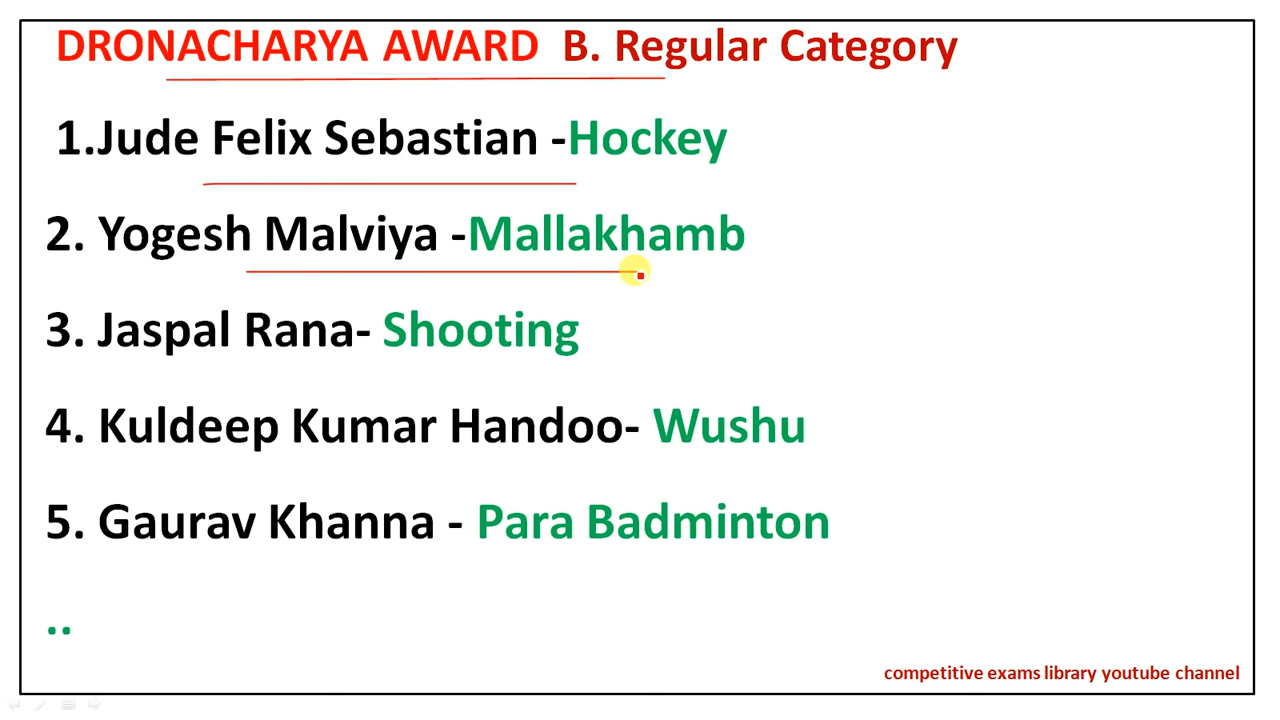 DRONACHARYA AWARD B. Regular Category
1.Jude Felix Sebastian -Hockey
2. Yogesh Malviya -Mallakhamb
3. Jaspal Rana- Shooting
4. Kuldeep Kumar Handoo- Wushu
5. Gaurav Khanna - Para Badminton
..
competitive exams library youtube channel